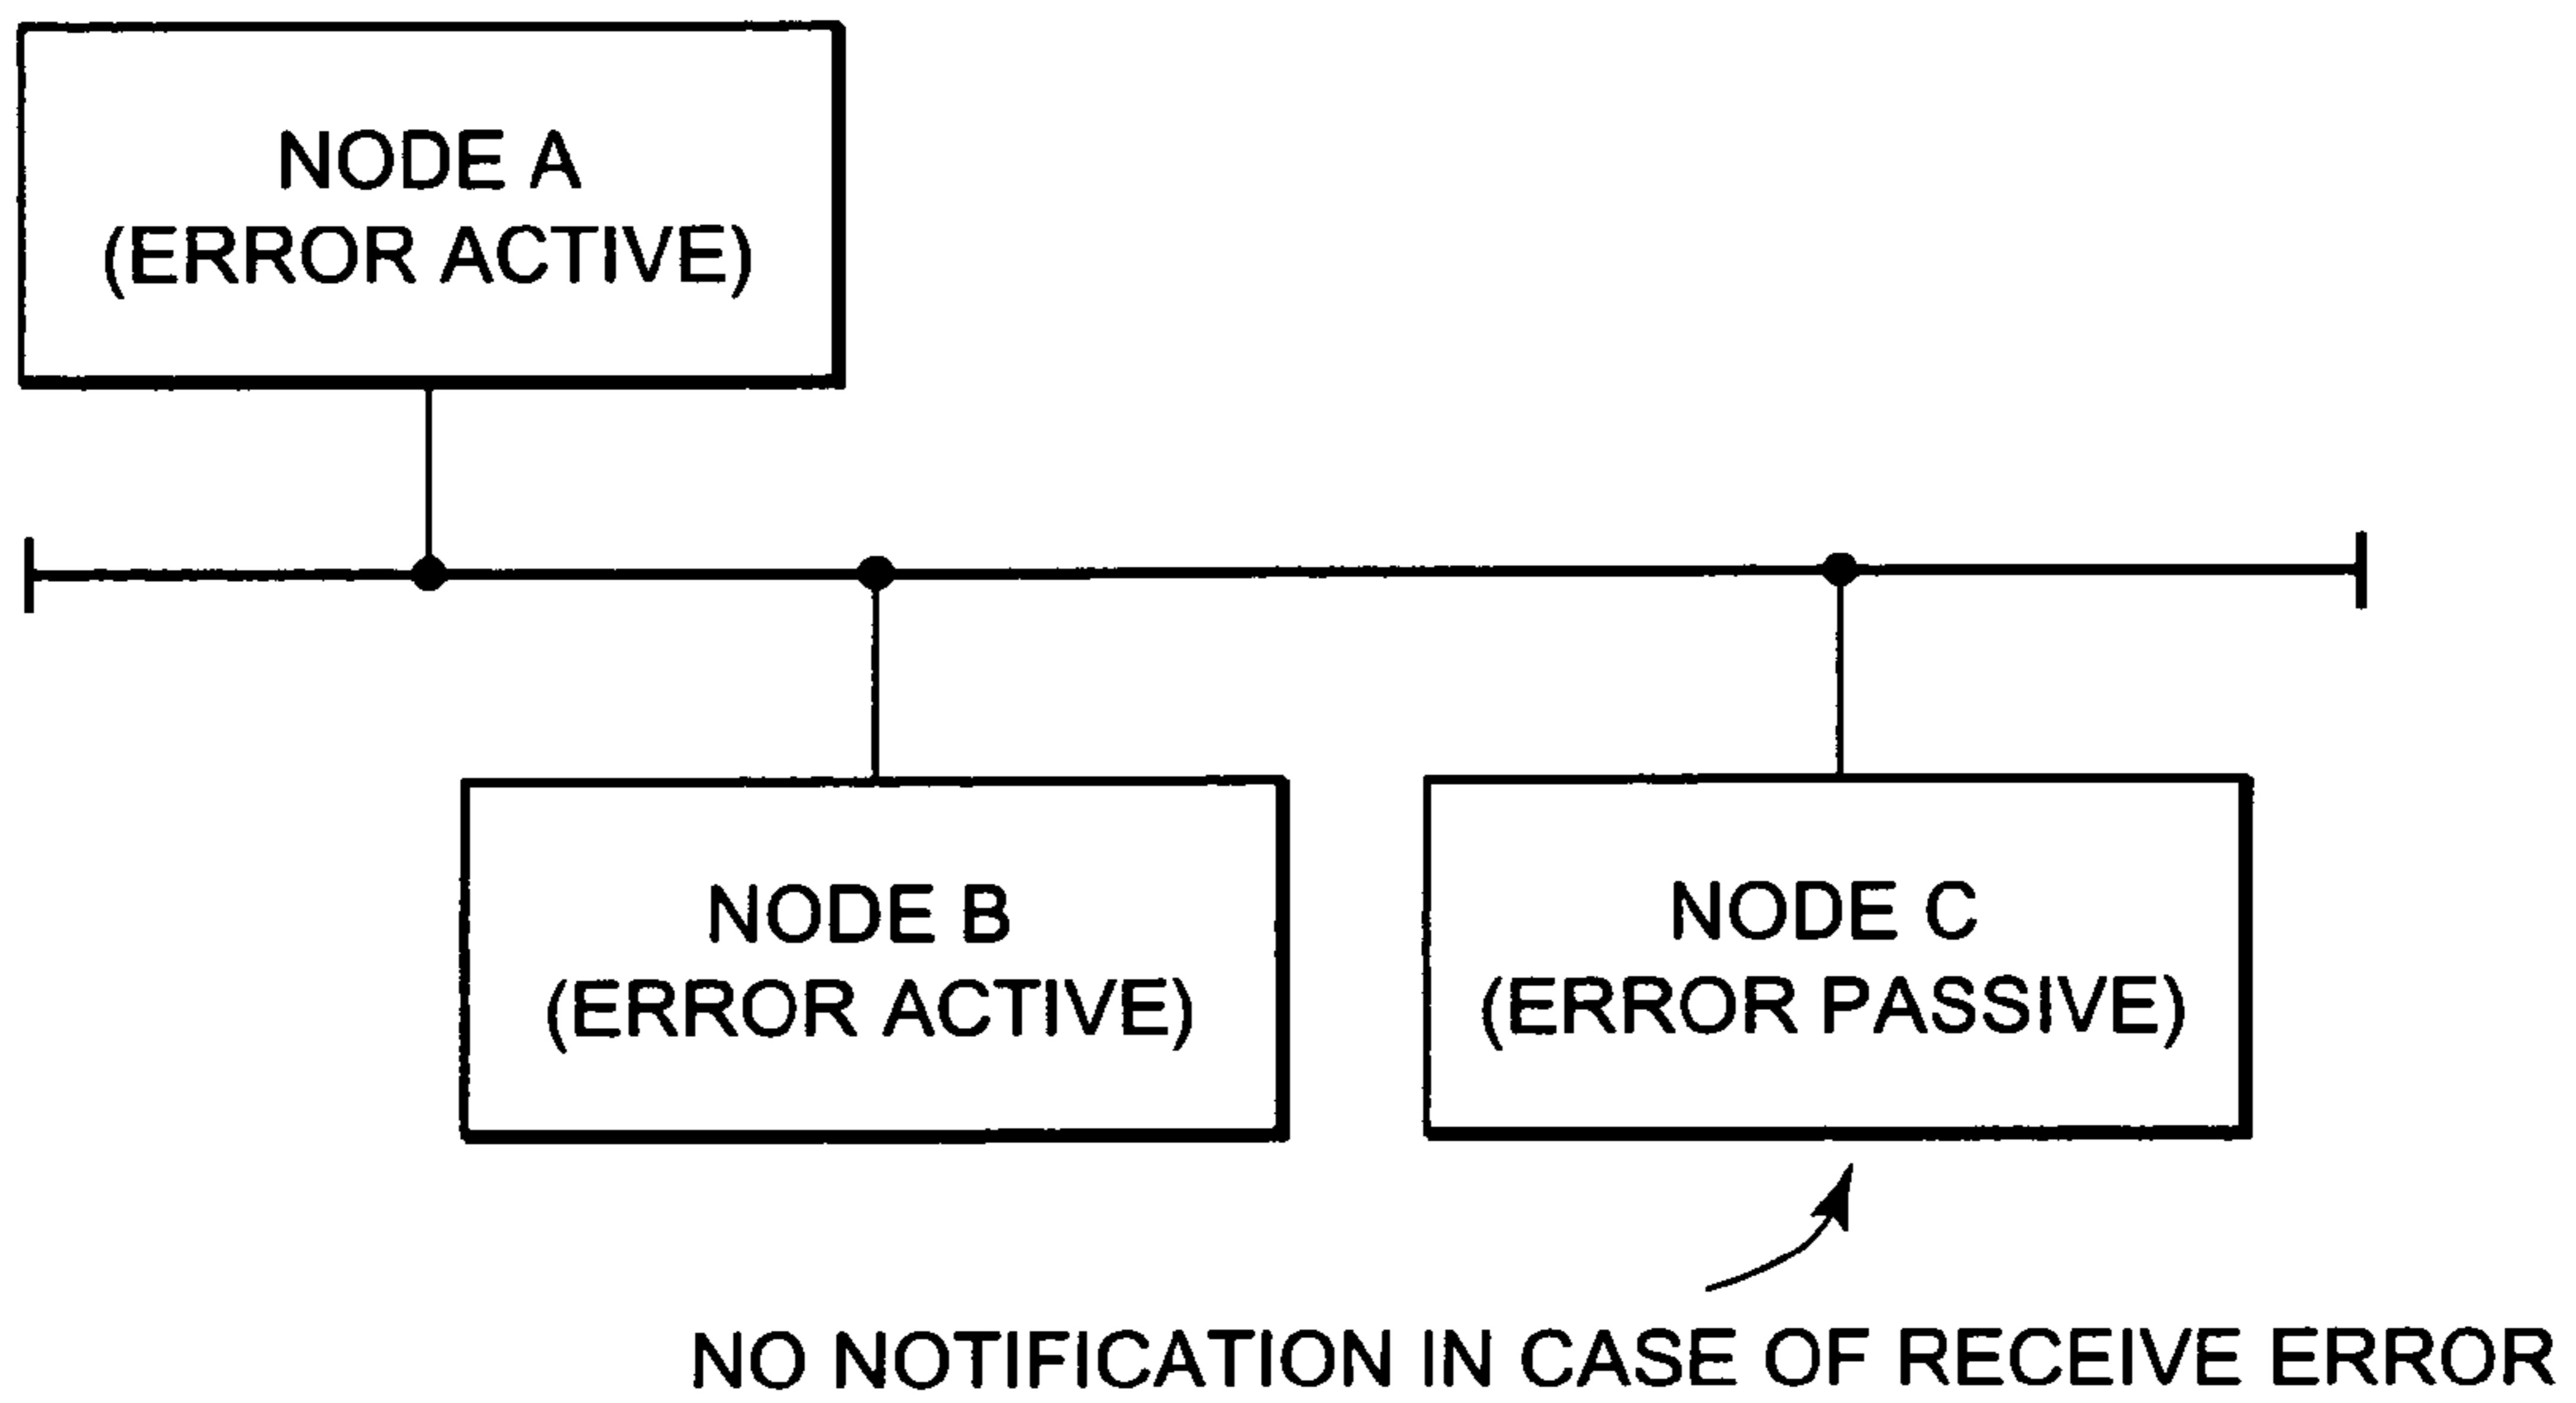 NODE A
(ERROR ACTIVE)
NODE B
(ERROR ACTIVE)
NODE C
(ERROR PASSIVE)
NO NOTIFICATION IN CASE OF RECEIVE ERROR